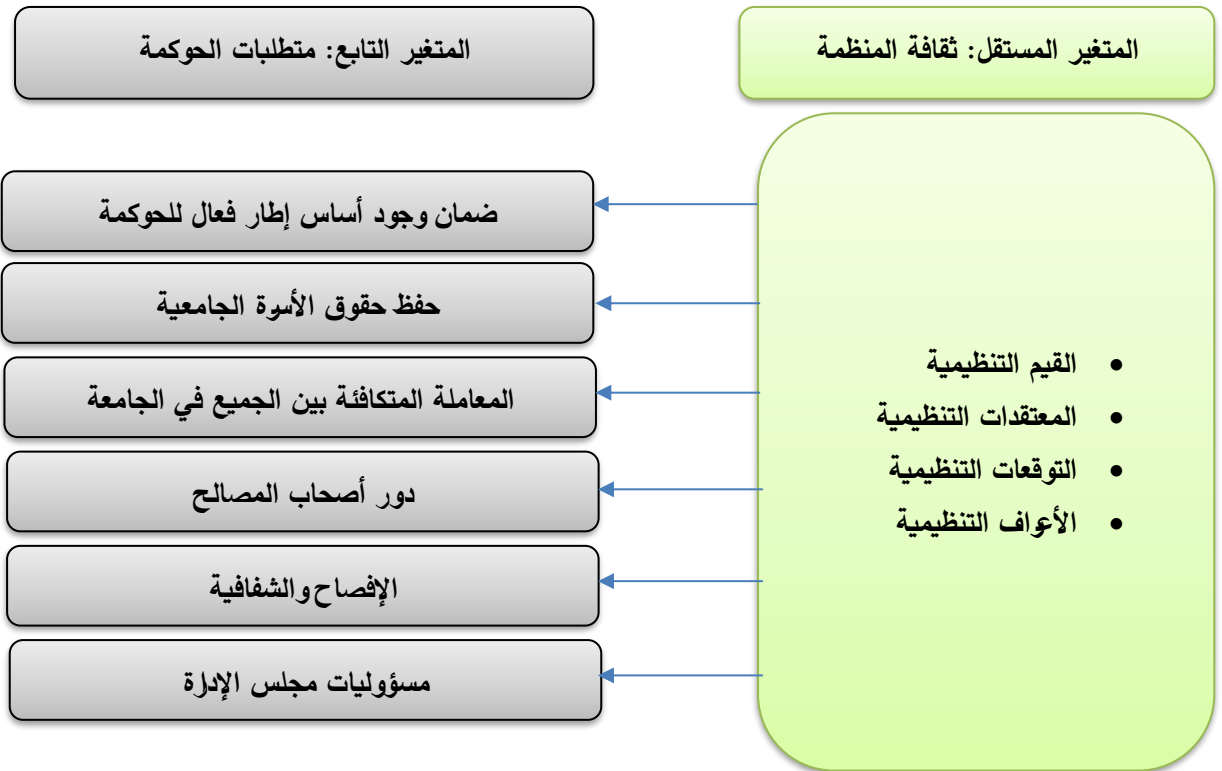 المتغير المستقل: ثقافة المنظمة
المتغير التابع: متطلبات الحوكمة
• القيم التنظيمية
• المعتقدات التنظيمية
• التوقعات التنظيمية
• الأعراف التنظيمية
ضمان وجود أساس إطار فعال للحوكمة
حفظ حقوق الأسرة الجامعية
المعاملة المتكافئة بين الجميع في الجامعة
دور أصحاب المصالح
الإفصاح والشفافية
مسؤوليات مجلس الإدارة